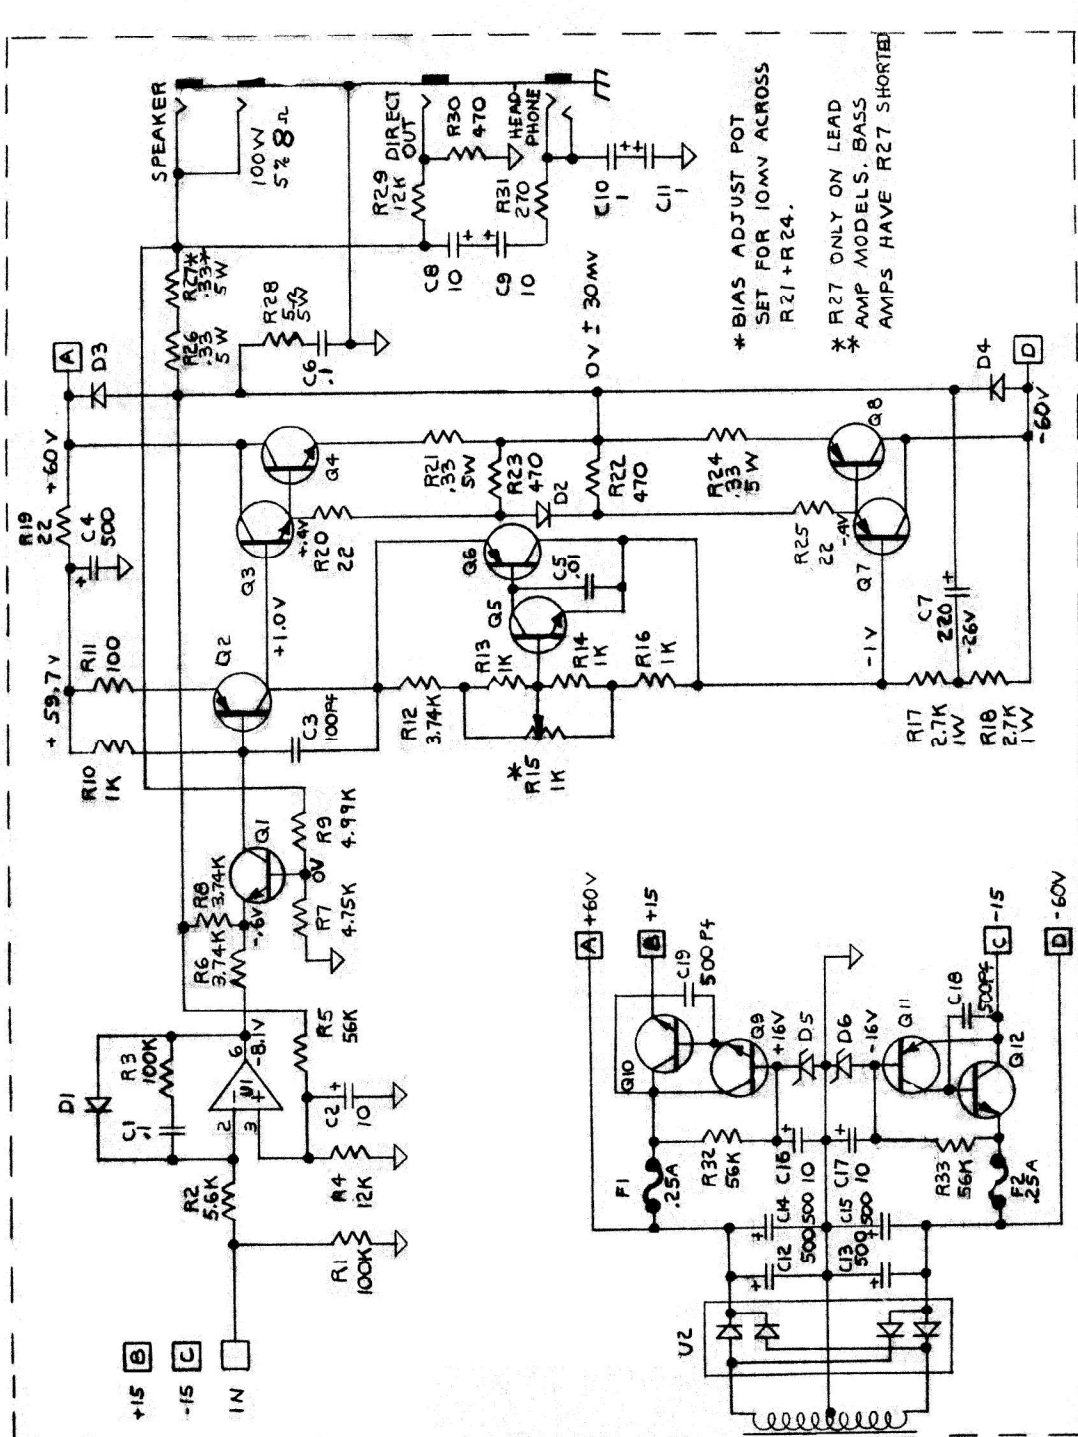 SPEAKER
100W
5% 8Ω
DIRECT
OUT
R29
12K
R30
470
HEAD-
PHONE
R31
270
C10
.1
C11
.1
C8
10
C9
10
R27**
.33
5W
R26
.33
5W
R28
5W
C6
.1
0V ± 30MV
* BIAS ADJUST POT
SET FOR 10MV ACROSS
R21 + R24.
** R27 ONLY ON LEAD
AMP MODELS. BASS
AMPS HAVE R27 SHORTED
A
D3
+60V
R19
22
C4
500
Q4
Q3
+.4V
R20
22
R21
.33
5W
R23
470
D2
R22
470
R24
.33
5W
R25
22
-.4V
Q8
Q7
D4
D
-60V
+59.7V
R11
100
Q2
+1.0V
R10
1K
C3
100Pf
R12
3.74K
Q6
Q5
C5
.01
R13
1K
R14
1K
R16
1K
*
R15
1K
-1V
C7
220
-26V
R17
2.7K
1W
R18
2.7K
1W
R9
4.99K
Q1
0V
R7
4.75K
R8
3.74K
-.6V
R6
3.74K
R5
56K
D1
R3
100K
C1
.1
6
-8.1V
U1
2
3
C2
10
R2
5.6K
R4
12K
R1
100K
+15 B
-15 C
IN
A +60V
B +15
C -15
D -60V
C19
500Pf
Q10
Q9
+16V
D5
D6
-16V
Q11
C18
500Pf
Q12
F1
.25A
R32
56K
C16
10
C17
10
R33
56K
F2
.25A
C14
500
C12
500
C15
500
C13
500
U2